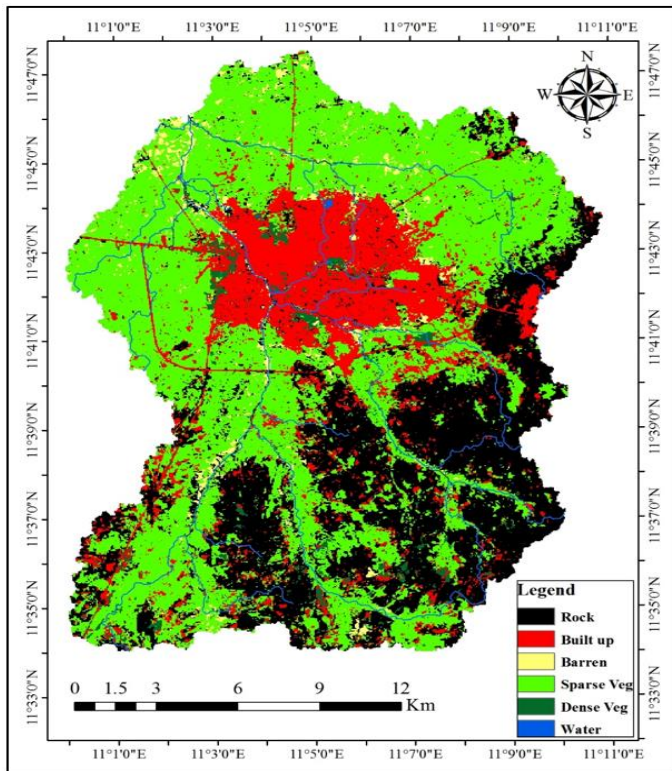 11°1'0"E 11°3'0"E 11°5'0"E 11°7'0"E 11°9'0"E 11°11'0"E
11°47'0"N 11°47'0"N
N
W E
S
11°45'0"N 11°45'0"N
11°43'0"N 11°43'0"N
11°41'0"N 11°41'0"N
11°39'0"N 11°39'0"N
11°37'0"N 11°37'0"N
11°35'0"N 11°35'0"N
11°33'0"N 11°33'0"N
Legend
Rock
Built up
Barren
Sparse Veg
Dense Veg
Water
0 1.5 3 6 9 12
Km
11°1'0"E 11°3'0"E 11°5'0"E 11°7'0"E 11°9'0"E 11°11'0"E